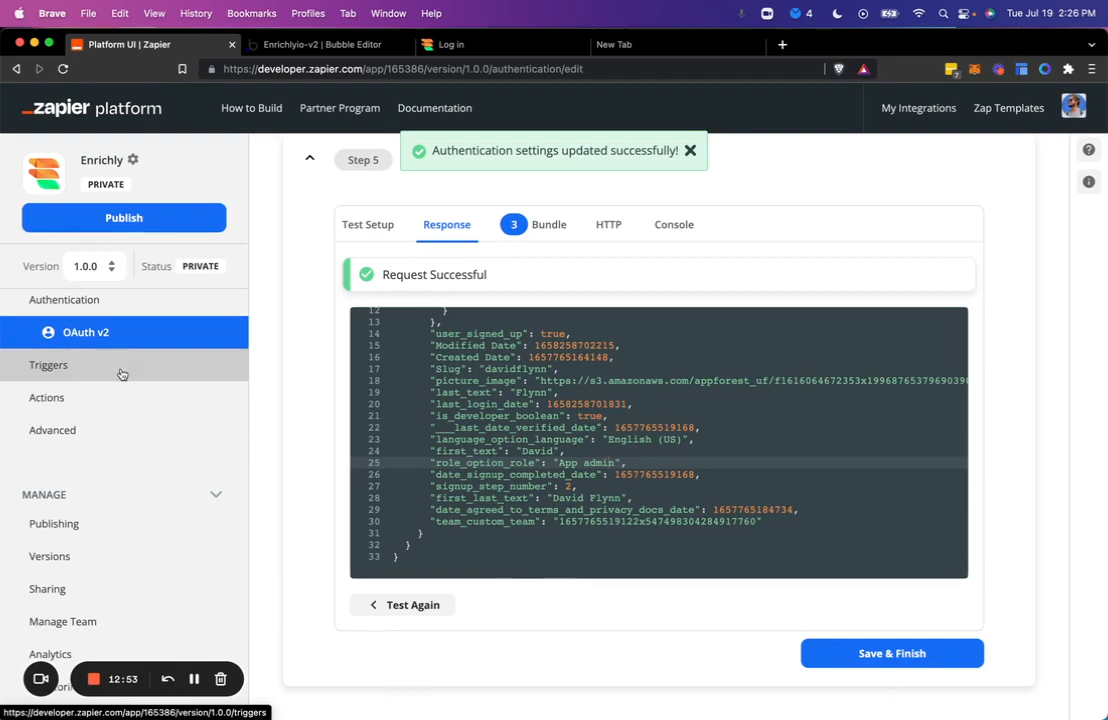 Brave File Edit View History Bookmarks Profiles Tab Window Help 4 Tue Jul 19 2:26 PM
Platform UI | Zapier Enrichlyio-v2 | Bubble Editor Log in New Tab
https://developer.zapier.com/app/165386/version/1.0.0/authentication/edit 7
zapier platform How to Build Partner Program Documentation My Integrations Zap Templates
Enrichly
PRIVATE
Publish
Version 1.0.0 Status PRIVATE
Authentication
OAuth v2
Triggers
Actions
Advanced
MANAGE
Publishing
Versions
Sharing
Manage Team
Analytics
12:53
https://developer.zapier.com/app/165386/version/1.0.0/triggers
Step 5
Authentication settings updated successfully!
Test Setup Response 3 Bundle HTTP Console
Request Successful
12 }
13 },
14 "user_signed_up": true,
15 "Modified Date": 1658258702215,
16 "Created Date": 1657765164148,
17 "Slug": "davidflynn",
18 "picture_image": "https://s3.amazonaws.com/appforest_uf/f1616064672353x19968765379690390
19 "last_text": "Flynn",
20 "last_login_date": 1658258701831,
21 "is_developer_boolean": true,
22 "___last_date_verified_date": 1657765519168,
23 "language_option_language": "English (US)",
24 "first_text": "David",
25 "role_option_role": "App admin",
26 "date_signup_completed_date": 1657765519168,
27 "signup_step_number": 2,
28 "first_last_text": "David Flynn",
29 "date_agreed_to_terms_and_privacy_docs_date": 1657765184734,
30 "team_custom_team": "1657765519122x547498304284917760"
31 }
32 }
33 }
Test Again
Save & Finish